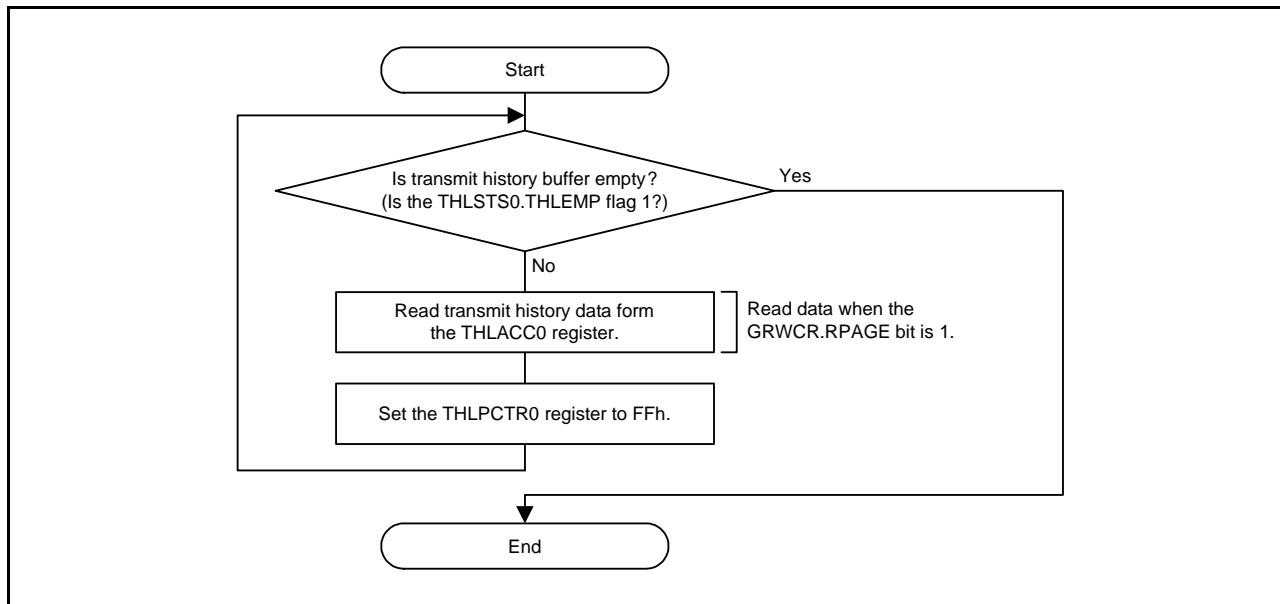 Start
Is transmit history buffer empty?
(Is the THLSTS0.THLEMP flag 1?)
Yes
No
Read transmit history data form
the THLACC0 register.
Read data when the
GRWCR.RPAGE bit is 1.
Set the THLPCTR0 register to FFh.
End